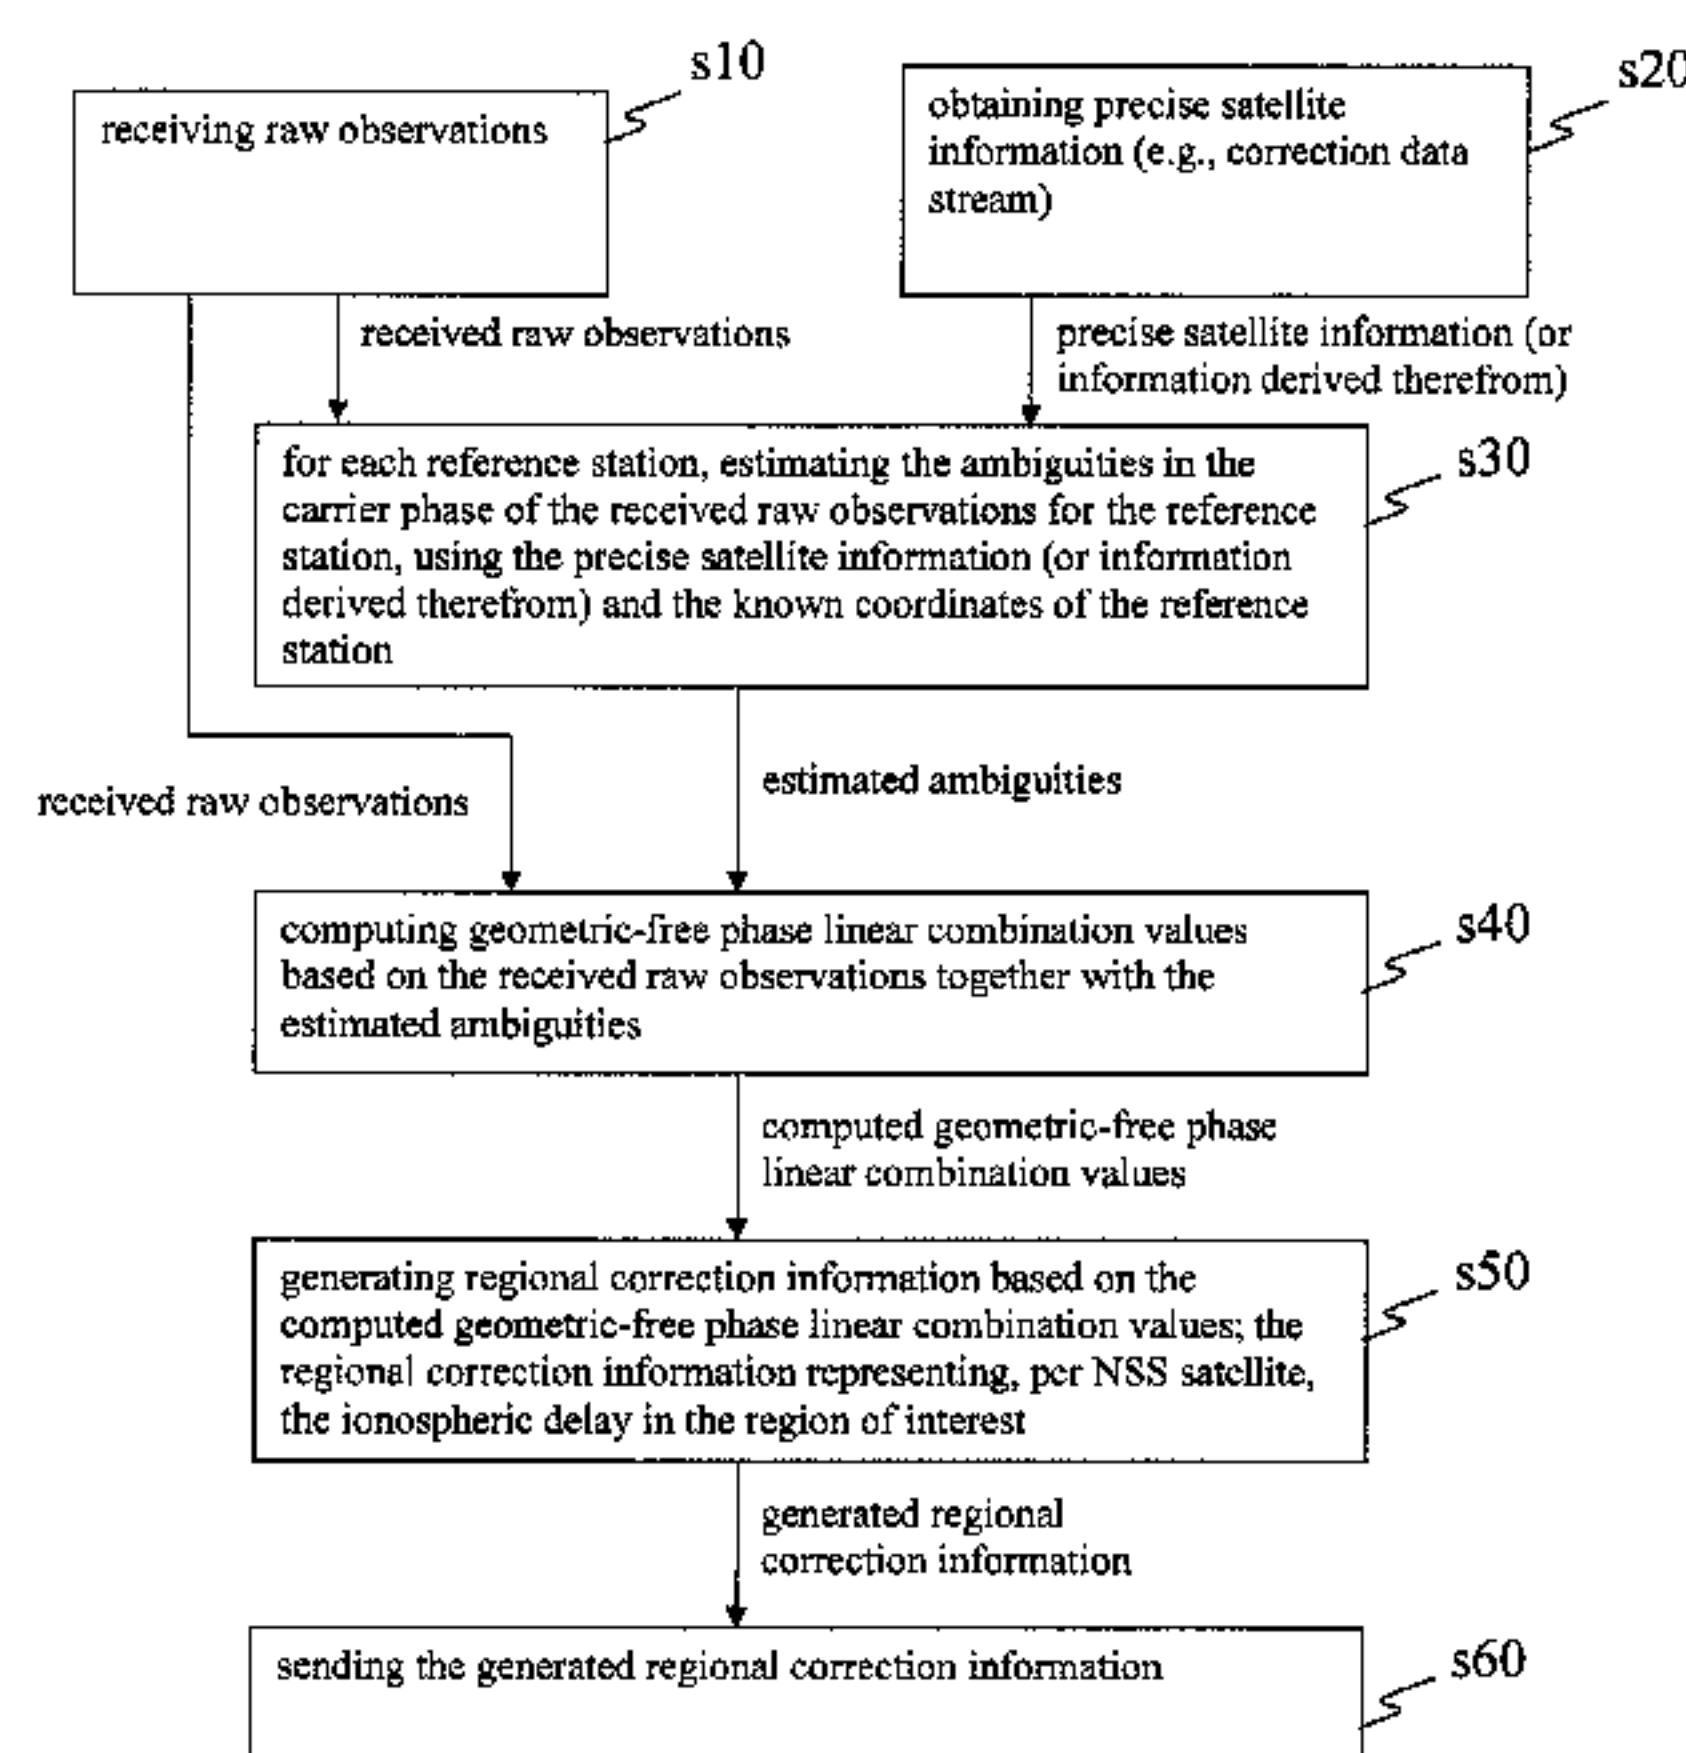 s10
receiving raw observations
s20
obtaining precise satellite
information (e.g., correction data
stream)
received raw observations
precise satellite information (or
information derived therefrom)
s30
for each reference station, estimating the ambiguities in the
carrier phase of the received raw observations for the reference
station, using the precise satellite information (or information
derived therefrom) and the known coordinates of the reference
station
estimated ambiguities
received raw observations
s40
computing geometric-free phase linear combination values
based on the received raw observations together with the
estimated ambiguities
computed geometric-free phase
linear combination values
s50
generating regional correction information based on the
computed geometric-free phase linear combination values; the
regional correction information representing, per NSS satellite,
the ionospheric delay in the region of interest
generated regional
correction information
s60
sending the generated regional correction information